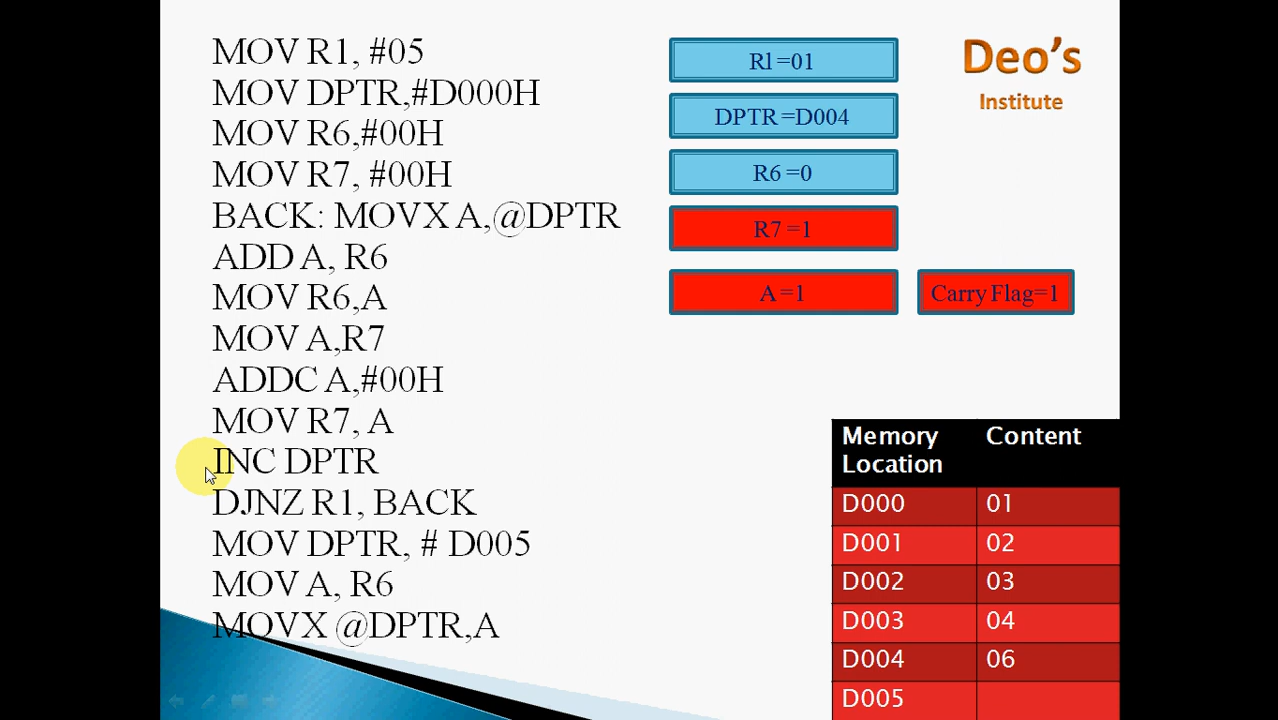 MOV R1, #05
MOV DPTR,#D000H
MOV R6,#00H
MOV R7, #00H
BACK: MOVX A,@DPTR
ADD A, R6
MOV R6,A
MOV A,R7
ADDC A,#00H
MOV R7, A
INC DPTR
DJNZ R1, BACK
MOV DPTR, # D005
MOV A, R6
MOVX @DPTR,A
R1 =01
DPTR =D004
R6 =0
R7 =1
A =1
Carry Flag=1
Deo's
Institute
Memory Location Content
D000 01
D001 02
D002 03
D003 04
D004 06
D005